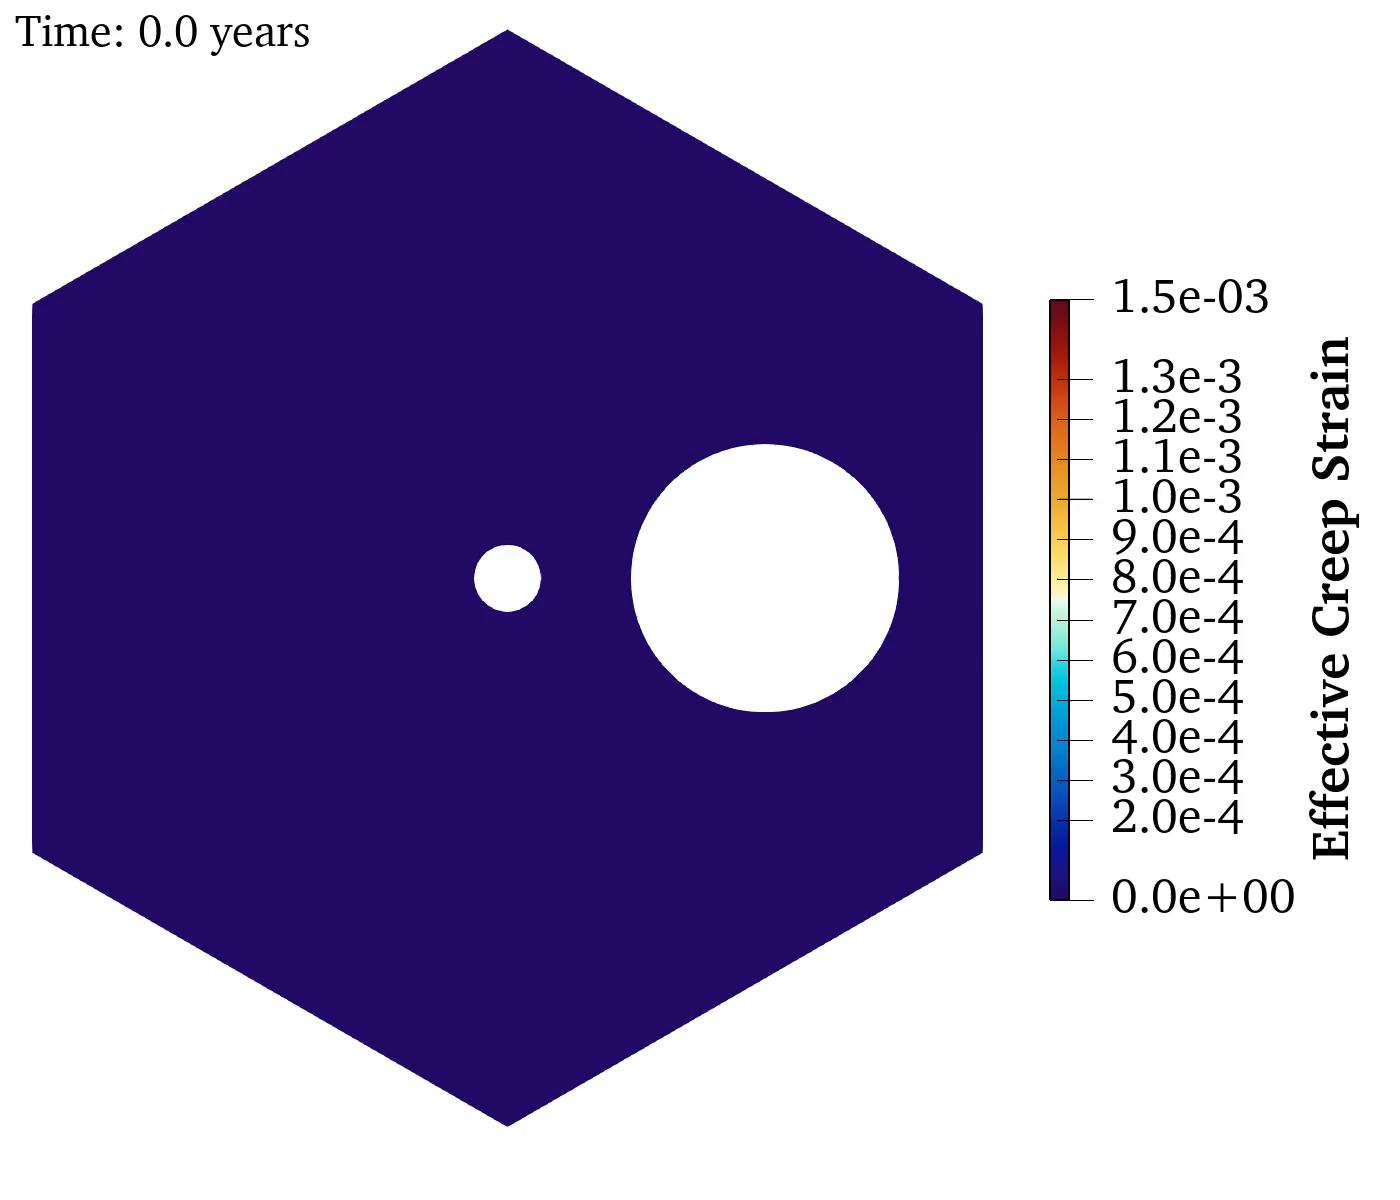 Time: 0.0 years
1.5e-03
1.3e-3
1.2e-3
1.1e-3
1.0e-3
9.0e-4
8.0e-4
7.0e-4
6.0e-4
5.0e-4
4.0e-4
3.0e-4
2.0e-4
0.0e+00
Effective Creep Strain